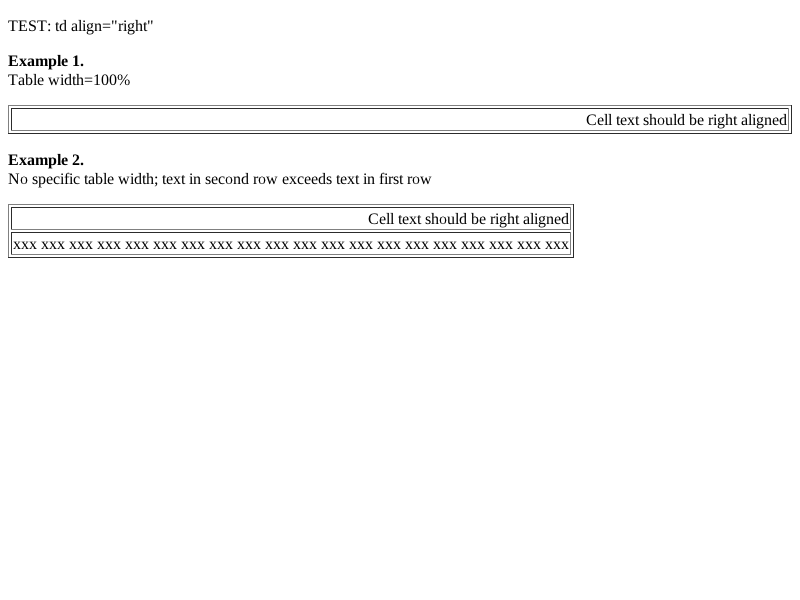 TEST: td align="right"
Example 1.
Table width=100%
Cell text should be right aligned
Example 2.
No specific table width; text in second row exceeds text in first row
Cell text should be right aligned
xxx xxx xxx xxx xxx xxx xxx xxx xxx xxx xxx xxx xxx xxx xxx xxx xxx xxx xxx xxx